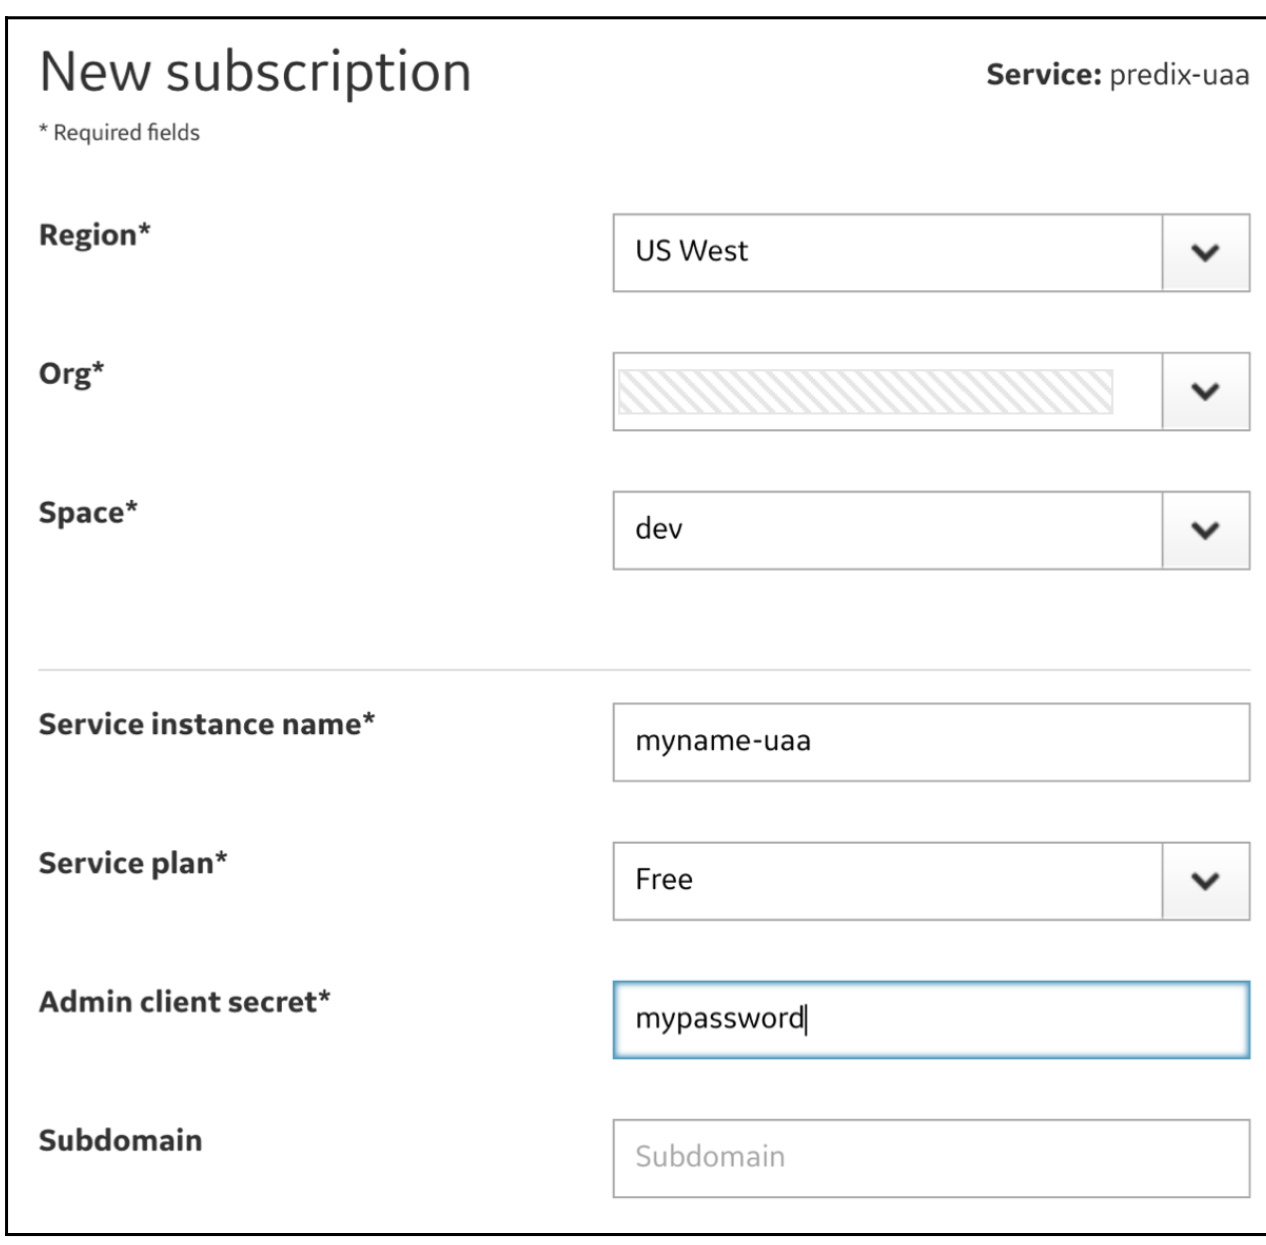 New subscription
Service: predix-uaa
* Required fields
Region*
US West
Org*
Space*
dev
Service instance name*
myname-uaa
Service plan*
Free
Admin client secret*
mypassword
Subdomain
Subdomain